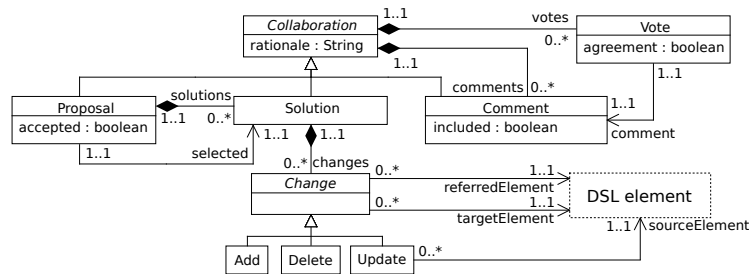 Collaboration
rationale : String
1..1
votes
0..*
Vote
agreement : boolean
1..1
1..1
comments
0..*
Proposal
accepted : boolean
solutions
1..1
0..*
Solution
1..1
1..1
Comment
included : boolean
1..1
comment
1..1
selected
0..*
changes
Change
0..*
1..1
referredElement
0..*
1..1
targetElement
DSL element
sourceElement
1..1
Add
Delete
Update
0..*